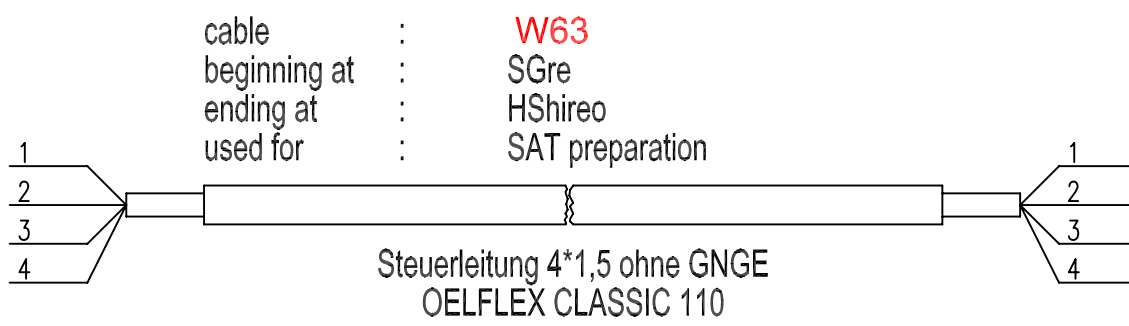 cable : W63
beginning at : SGre
ending at : HShireo
used for : SAT preparation
1 1
2 2
3 3
4 4
Steuerleitung 4*1,5 ohne GNGE
OELFLEX CLASSIC 110